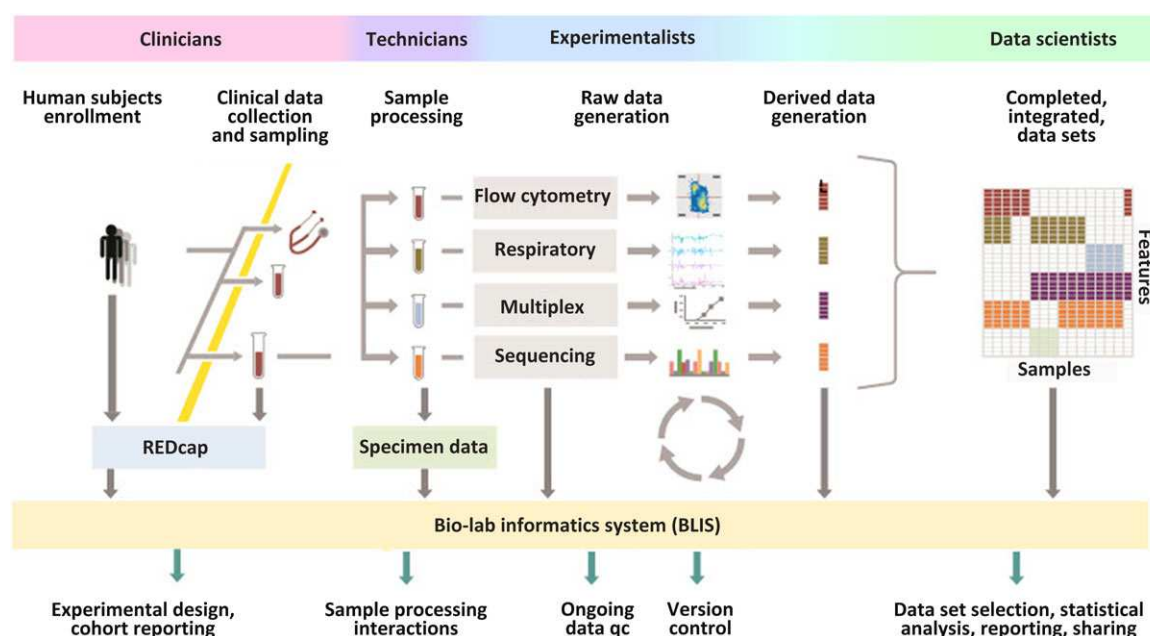 Clinicians
Technicians
Experimentalists
Data scientists
Human subjects
enrollment
Clinical data
collection
and sampling
Sample
processing
Raw data
generation
Derived data
generation
Completed,
integrated,
data sets
Flow cytometry
Respiratory
Multiplex
Sequencing
Features
Samples
REDcap
Specimen data
Bio-lab informatics system (BLIS)
Experimental design,
cohort reporting
Sample processing
interactions
Ongoing
data qc
Version
control
Data set selection, statistical
analysis, reporting, sharing